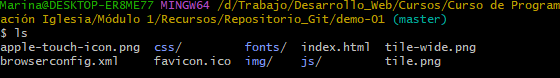 Marina@DESKTOP-ER8ME77 MINGW64 /d/Trabajo/Desarrollo_Web/Cursos/Curso de Program
ación Iglesia/Módulo 1/Recursos/Repositorio_Git/demo-01 (master)
$ ls
apple-touch-icon.png  css/         fonts/  index.html  tile-wide.png
browserconfig.xml     favicon.ico  img/    js/         tile.png